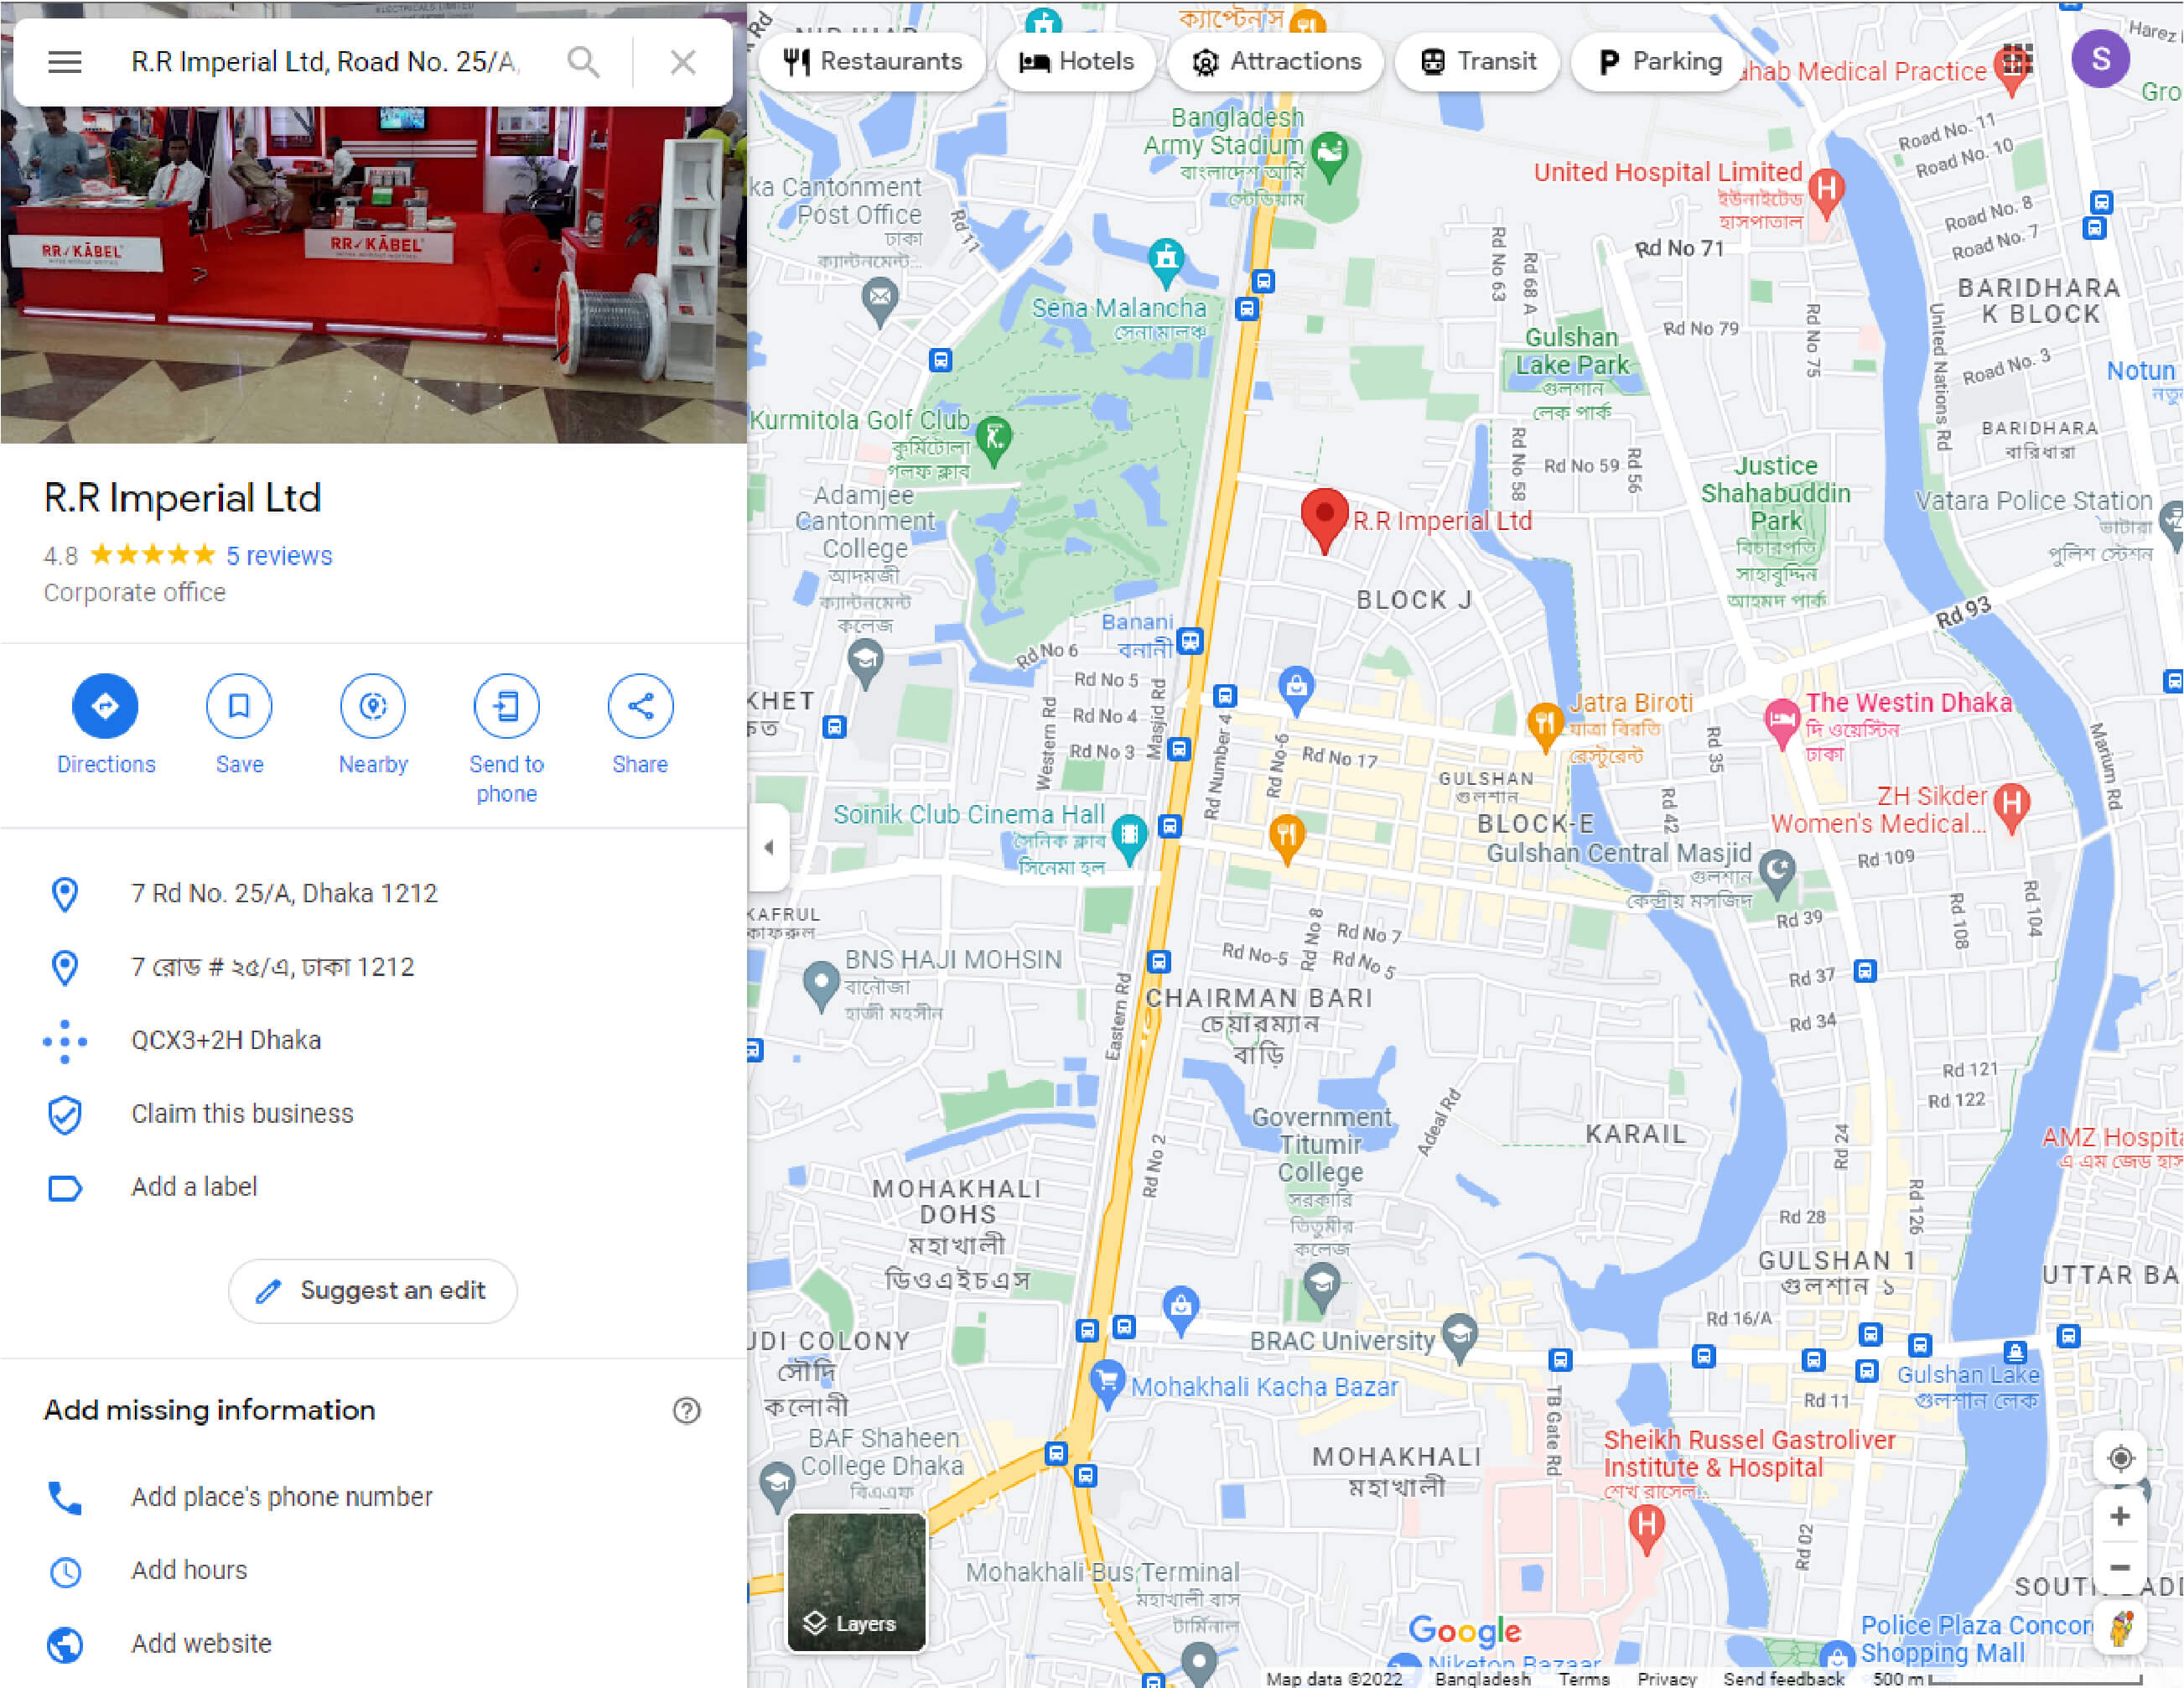 R.R Imperial Ltd, Road No. 25/A,
RR KABEL
RR KABEL
R.R Imperial Ltd
4.8
5 reviews
Corporate office
Directions
Save
Nearby
Send to
phone
Share
7 Rd No. 25/A, Dhaka 1212
7 রোড # ২৫/এ, ঢাকা 1212
QCX3+2H Dhaka
Claim this business
Add a label
Suggest an edit
Add missing information
Add place's phone number
Add hours
Add website
Restaurants
Hotels
Attractions
Transit
Parking
ক্যাপ্টেন'স
ahab Medical Practice
S
Harez
Gro
Bangladesh
Army Stadium
বাংলাদেশ আর্মি
স্টেডিয়াম
ka Cantonment
Post Office
ঢাকা
ক্যান্টনমেন্ট...
Rd 11
United Hospital Limited
ইউনাইটেড
হাসপাতাল
Road No. 11
Road No. 10
Road No. 8
Road No. 7
Rd No 71
Rd No 63
Rd 68 A
BARIDHARA
K BLOCK
Sena Malancha
সেনা মালঞ্চ
Gulshan
Lake Park
গুলশান
লেক পার্ক
Rd No 79
Rd No 75
United Nations Rd
Road No. 3
Notun
Kurmitola Golf Club
কুর্মিটোলা
গলফ ক্লাব
BARIDHARA
বারিধারা
Rd No 58
Rd No 59
Rd 56
Justice
Shahabuddin
Park
বিচারপতি
সাহাবুদ্দিন
আহমদ পার্ক
Adamjee
Cantonment
College
আদমজী
ক্যান্টনমেন্ট
কলেজ
R.R Imperial Ltd
Vatara Police Station
ভাটারা
পুলিশ স্টেশন
BLOCK J
Rd 93
Banani
বনানী
Rd No 6
Rd No 5
Rd No 4
Rd No 3
Western Rd
Masjid Rd
Rd Number 4
Rd No-6
Rd No 17
KHET
Jatra Biroti
যাত্রা বিরতি
রেস্টুরেন্ট
The Westin Dhaka
দি ওয়েস্টিন
ঢাকা
Rd 35
Marium Rd
GULSHAN
গুলশান
Soinik Club Cinema Hall
সৈনিক ক্লাব
সিনেমা হল
BLOCK-E
Rd 42
ZH Sikder
Women's Medical...
Gulshan Central Masjid
গুলশান
কেন্দ্রীয় মসজিদ
Rd 109
Rd 39
Rd 108
Rd 104
KAFRUL
কাফরুল
Rd No 8
Rd No 7
Rd No-5
Rd No 5
BNS HAJI MOHSIN
বানৌজা
হাজী মহসীন
Eastern Rd
CHAIRMAN BARI
চেয়ারম্যান
বাড়ি
Rd 37
Rd 34
Rd 121
Rd 122
Government
Titumir
College
সরকারি
তিতুমীর
কলেজ
Adeal Rd
KARAIL
Rd 24
AMZ Hospita
এ এম জেড হাস
Rd No 2
MOHAKHALI
DOHS
মহাখালী
ডিওএইচএস
Rd 126
Rd 28
GULSHAN 1
গুলশান ১
UTTAR BA
Rd 16/A
UDI COLONY
সৌদি
কলোনী
BRAC University
Mohakhali Kacha Bazar
Gulshan Lake
গুলশান লেক
Rd 11
TB Gate Rd
BAF Shaheen
College Dhaka
বিএএফ
MOHAKHALI
মহাখালী
Sheikh Russel Gastroliver
Institute & Hospital
শেখ রাসেল...
Rd 02
Mohakhali Bus Terminal
মহাখালী বাস
টার্মিনাল
SOUTH
Layers
Google
Niketon Bazaar
Police Plaza Concor
Shopping Mall
Map data ©2022
Bangladesh
Terms
Privacy
Send feedback
500 m